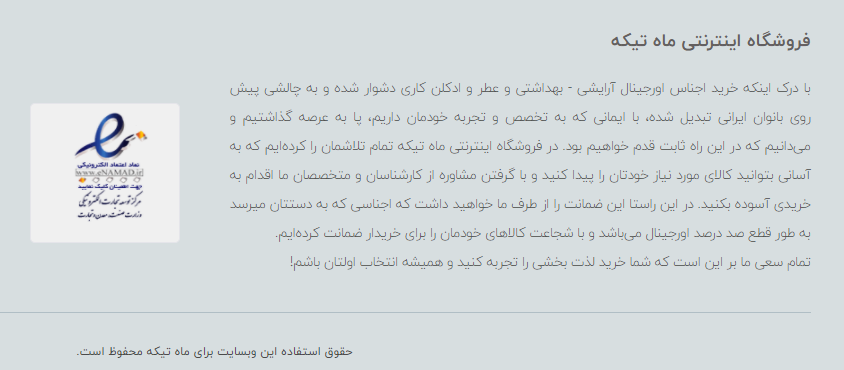 فروشگاه اینترنتی ماه تیکه
با درک اینکه خرید اجناس اورجینال آرایشی - بهداشتی و عطر و ادکلن کاری دشوار شده و به چالشی پیش
روی بانوان ایرانی تبدیل شده، با ایمانی که به تخصص و تجربه خودمان داریم، پا به عرصه گذاشتیم و
می‌دانیم که در این راه ثابت قدم خواهیم بود. در فروشگاه اینترنتی ماه تیکه تمام تلاشمان را کرده‌ایم که به
آسانی بتوانید کالای مورد نیاز خودتان را پیدا کنید و با گرفتن مشاوره از کارشناسان و متخصصان ما اقدام به
خریدی آسوده بکنید. در این راستا این ضمانت را از طرف ما خواهید داشت که اجناسی که به دستتان میرسد
به طور قطع صد درصد اورجینال می‌باشد و با شجاعت کالاهای خودمان را برای خریدار ضمانت کرده‌ایم.
تمام سعی ما بر این است که شما خرید لذت بخشی را تجربه کنید و همیشه انتخاب اولتان باشم!
نماد اعتماد الکترونیکی
www.eNAMAD.ir
جهت اطمینان کلیک نمایید
مرکز توسعه تجارت الکترونیکی
وزارت صنعت، معدن و تجارت
حقوق استفاده این وبسایت برای ماه تیکه محفوظ است.